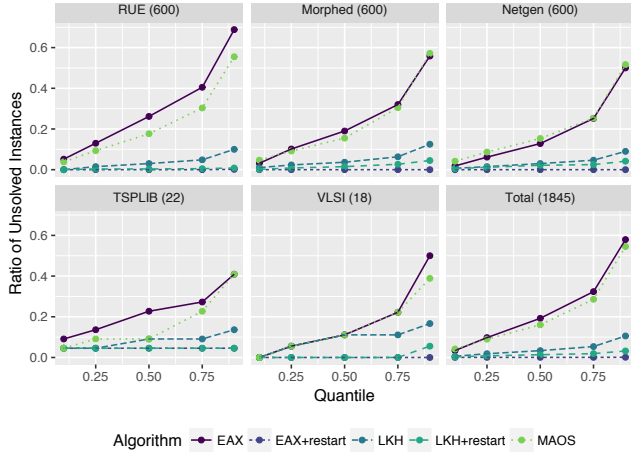 RUE (600) Morphed (600) Netgen (600)
0.6
0.4
0.2
0.0
TSPLIB (22) VLSI (18) Total (1845)
0.6
0.4
0.2
0.0
Ratio of Unsolved Instances
0.25 0.50 0.75 0.25 0.50 0.75 0.25 0.50 0.75
Quantile
Algorithm EAX EAX+restart LKH LKH+restart MAOS